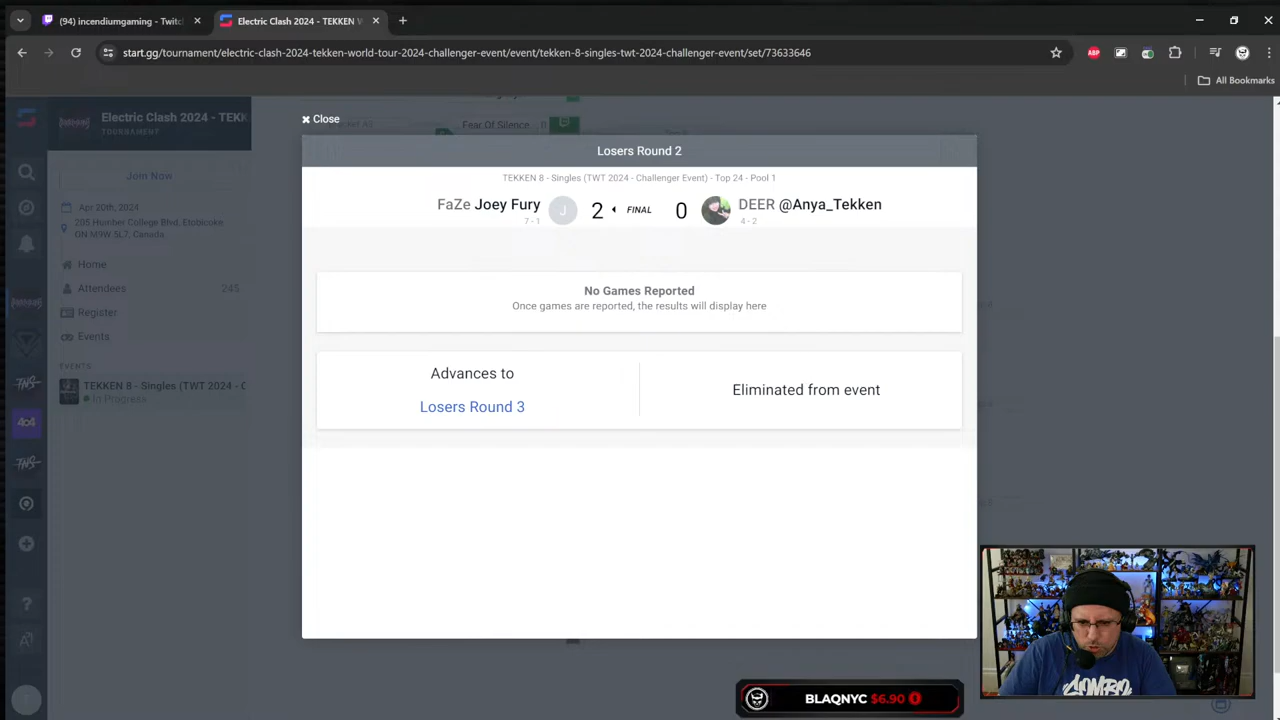 (94) incendiumgaming - Twitcl
Electric Clash 2024 - TEKKEN W
start.gg/tournament/electric-clash-2024-tekken-world-tour-2024-challenger-event/event/tekken-8-singles-twt-2024-challenger-event/set/73633646
ABP
All Bookmarks
Electric Clash 2024 - TEKK
TOURNAMENT
Fear Of Silence
Close
Losers Round 2
TEKKEN 8 - Singles (TWT 2024 - Challenger Event) · Top 24 - Pool 1
FaZe Joey Fury J 2 FINAL 0 DEER @Anya_Tekken
7 - 1
4 - 2
Join Now
Apr 20th, 2024
205 Humber College Blvd, Etobicoke,
ON M9W 5L7, Canada
Home
Attendees 245
Register
Events
EVENTS
TEKKEN 8 - Singles (TWT 2024 - C
In Progress
TNS
404
TNS
No Games Reported
Once games are reported, the results will display here
Advances to
Losers Round 3
Eliminated from event
BLAQNYC $6.90
COMBO